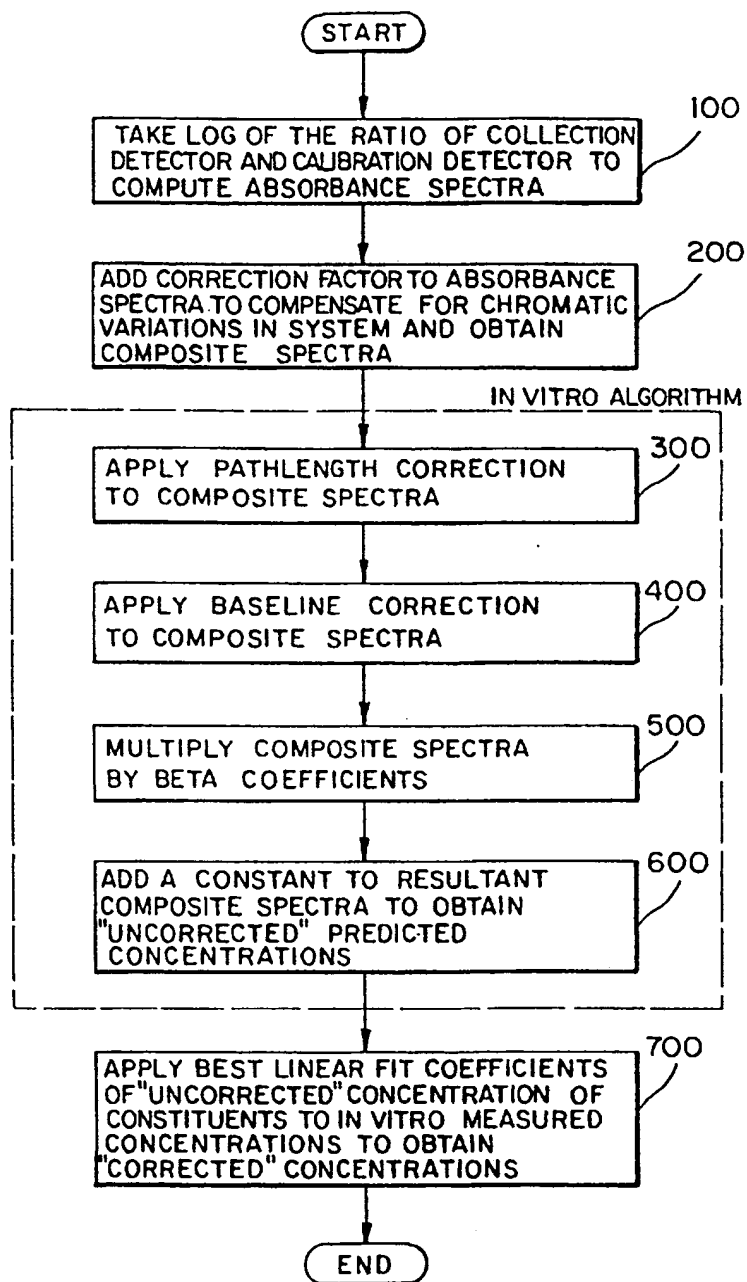 START
100
TAKE LOG OF THE RATIO OF COLLECTION
DETECTOR AND CALIBRATION DETECTOR TO
COMPUTE ABSORBANCE SPECTRA
200
ADD CORRECTION FACTOR TO ABSORBANCE
SPECTRA TO COMPENSATE FOR CHROMATIC
VARIATIONS IN SYSTEM AND OBTAIN
COMPOSITE SPECTRA
IN VITRO ALGORITHM
300
APPLY PATHLENGTH CORRECTION
TO COMPOSITE SPECTRA
400
APPLY BASELINE CORRECTION
TO COMPOSITE SPECTRA
500
MULTIPLY COMPOSITE SPECTRA
BY BETA COEFFICIENTS
600
ADD A CONSTANT TO RESULTANT
COMPOSITE SPECTRA TO OBTAIN
"UNCORRECTED" PREDICTED
CONCENTRATIONS
700
APPLY BEST LINEAR FIT COEFFICIENTS
OF "UNCORRECTED" CONCENTRATION OF
CONSTITUENTS TO IN VITRO MEASURED
CONCENTRATIONS TO OBTAIN
"CORRECTED" CONCENTRATIONS
END